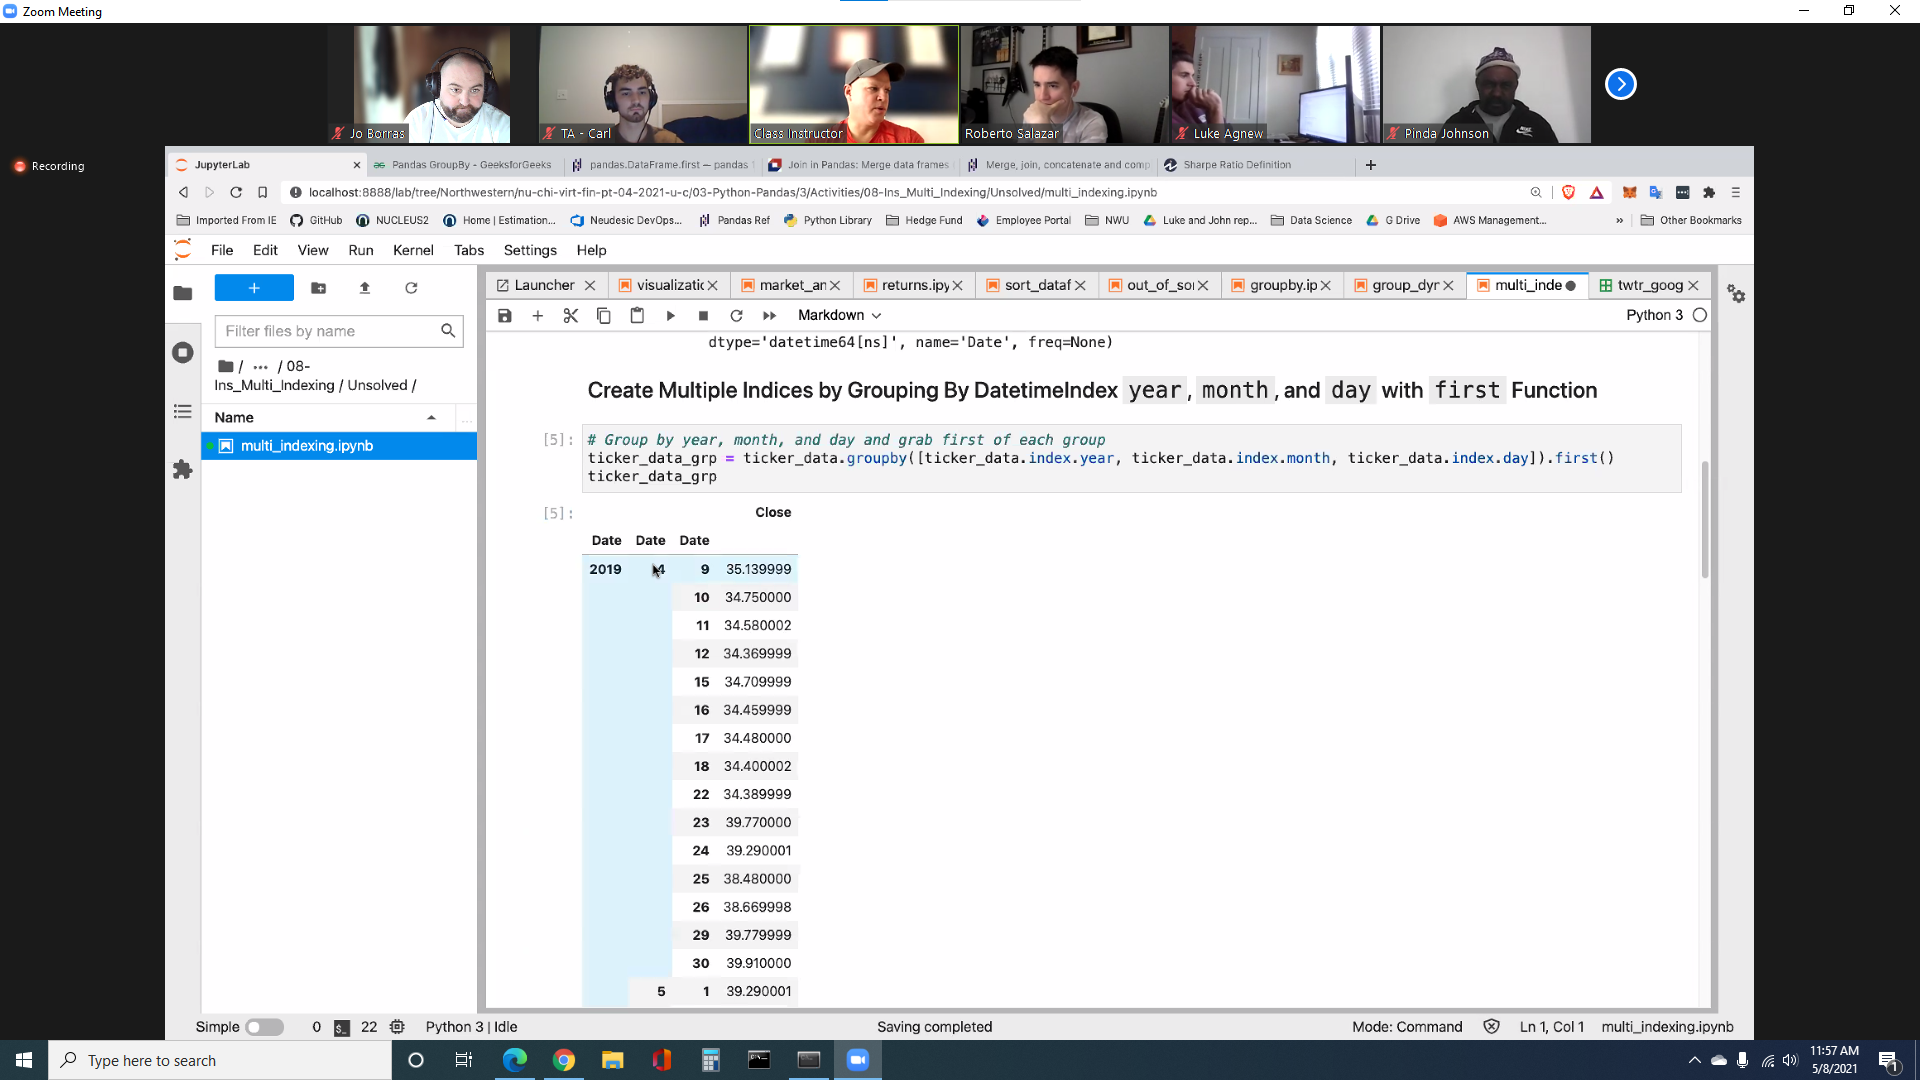 Zoom Meeting
Jo Borras
TA - Carl
Class Instructor
Roberto Salazar
Luke Agnew
Pinda Johnson
Recording
JupyterLab
Pandas GroupBy - GeeksforGeeks
pandas.DataFrame.first — pandas
Join in Pandas: Merge data frames
Merge, join, concatenate and comp
Sharpe Ratio Definition
localhost:8888/lab/tree/Northwestern/nu-chi-virt-fin-pt-04-2021-u-c/03-Python-Pandas/3/Activities/08-Ins_Multi_Indexing/Unsolved/multi_indexing.ipynb
Imported From IE
GitHub
NUCLEUS2
Home | Estimation...
Neudesic DevOps...
Pandas Ref
Python Library
Hedge Fund
Employee Portal
NWU
Luke and John rep...
Data Science
G Drive
AWS Management...
»
Other Bookmarks
File Edit View Run Kernel Tabs Settings Help
Launcher
visualizatic
market_an
returns.ipy
sort_dataf
out_of_sai
groupby.ip
group_dyr
multi_inde
twtr_goog
Filter files by name
Markdown
Python 3
/ ... / 08-
Ins_Multi_Indexing / Unsolved /
Name
multi_indexing.ipynb
dtype='datetime64[ns]', name='Date', freq=None)
Create Multiple Indices by Grouping By DatetimeIndex year, month, and day with first Function
[5]: # Group by year, month, and day and grab first of each group
ticker_data_grp = ticker_data.groupby([ticker_data.index.year, ticker_data.index.month, ticker_data.index.day]).first()
ticker_data_grp
[5]: Close
Date Date Date
2019 4 9 35.139999
10 34.750000
11 34.580002
12 34.369999
15 34.709999
16 34.459999
17 34.480000
18 34.400002
22 34.389999
23 39.770000
24 39.290001
25 38.480000
26 38.669998
29 39.779999
30 39.910000
5 1 39.290001
Simple 0 $_ 22 Python 3 | Idle Saving completed Mode: Command Ln 1, Col 1 multi_indexing.ipynb
Type here to search
11:57 AM
5/8/2021
1